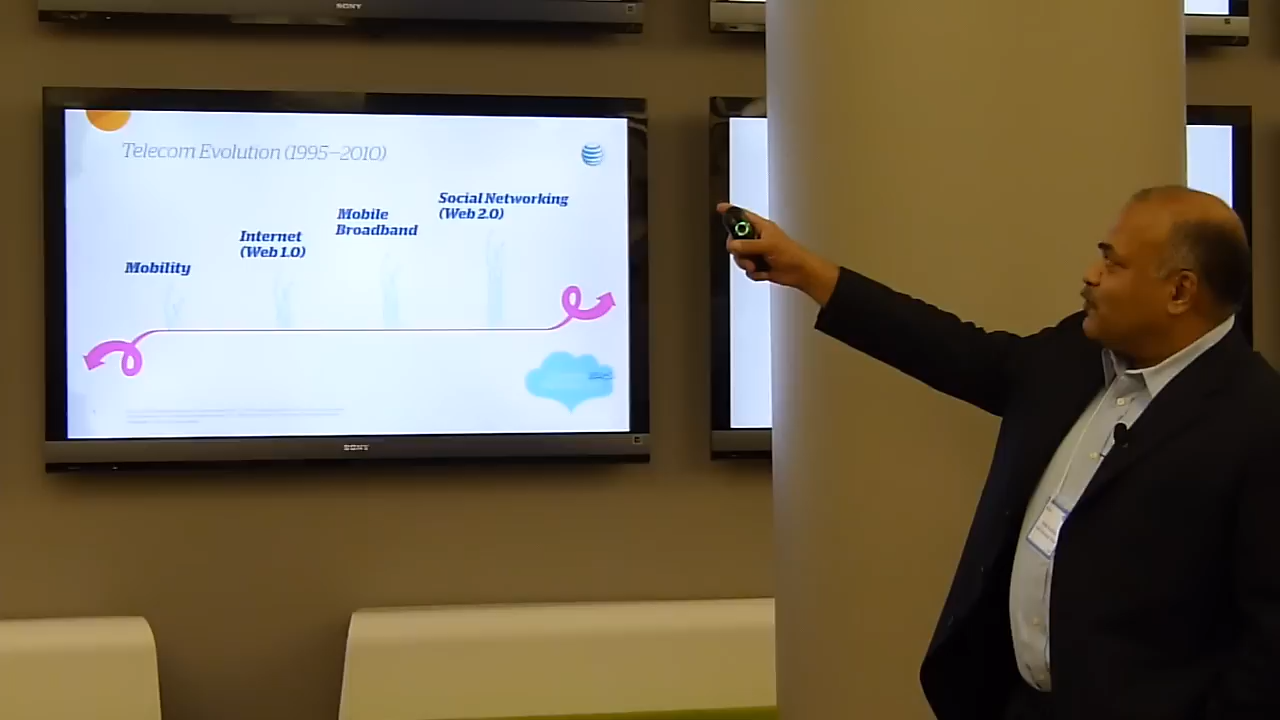 SONY
Telecom Evolution (1995–2010)
Social Networking
(Web 2.0)
Mobile
Broadband
Internet
(Web 1.0)
Mobility
SONY